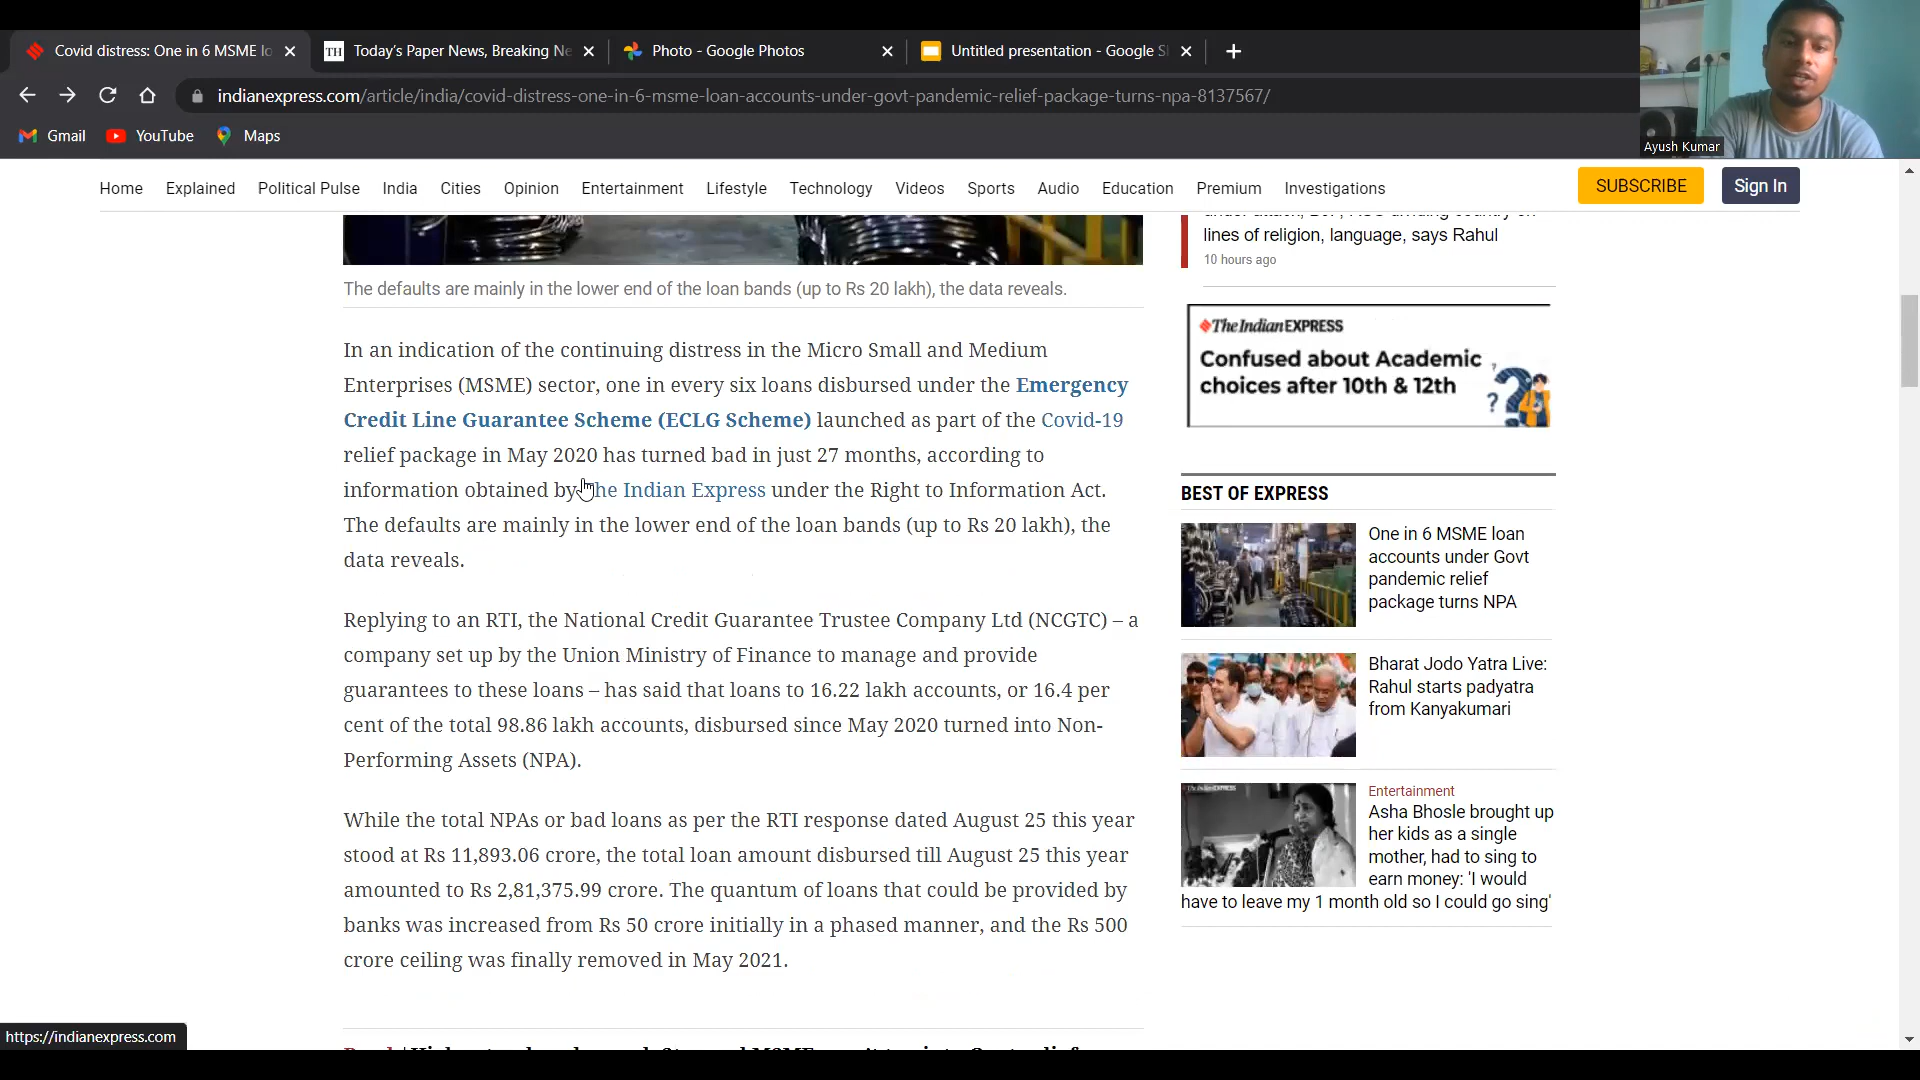 Covid distress: One in 6 MSME lo
TH Today's Paper News, Breaking Ne
Photo - Google Photos
Untitled presentation - Google Sl
indianexpress.com/article/india/covid-distress-one-in-6-msme-loan-accounts-under-govt-pandemic-relief-package-turns-npa-8137567/
Gmail YouTube Maps
Ayush Kumar
Home Explained Political Pulse India Cities Opinion Entertainment Lifestyle Technology Videos Sports Audio Education Premium Investigations
SUBSCRIBE Sign In
The defaults are mainly in the lower end of the loan bands (up to Rs 20 lakh), the data reveals.
In an indication of the continuing distress in the Micro Small and Medium
Enterprises (MSME) sector, one in every six loans disbursed under the Emergency
Credit Line Guarantee Scheme (ECLG Scheme) launched as part of the Covid-19
relief package in May 2020 has turned bad in just 27 months, according to
information obtained by The Indian Express under the Right to Information Act.
The defaults are mainly in the lower end of the loan bands (up to Rs 20 lakh), the
data reveals.
Replying to an RTI, the National Credit Guarantee Trustee Company Ltd (NCGTC) – a
company set up by the Union Ministry of Finance to manage and provide
guarantees to these loans – has said that loans to 16.22 lakh accounts, or 16.4 per
cent of the total 98.86 lakh accounts, disbursed since May 2020 turned into Non-
Performing Assets (NPA).
While the total NPAs or bad loans as per the RTI response dated August 25 this year
stood at Rs 11,893.06 crore, the total loan amount disbursed till August 25 this year
amounted to Rs 2,81,375.99 crore. The quantum of loans that could be provided by
banks was increased from Rs 50 crore initially in a phased manner, and the Rs 500
crore ceiling was finally removed in May 2021.
lines of religion, language, says Rahul
10 hours ago
The Indian EXPRESS
Confused about Academic
choices after 10th & 12th
BEST OF EXPRESS
One in 6 MSME loan
accounts under Govt
pandemic relief
package turns NPA
Bharat Jodo Yatra Live:
Rahul starts padyatra
from Kanyakumari
Entertainment
Asha Bhosle brought up
her kids as a single
mother, had to sing to
earn money: 'I would
have to leave my 1 month old so I could go sing'
https://indianexpress.com